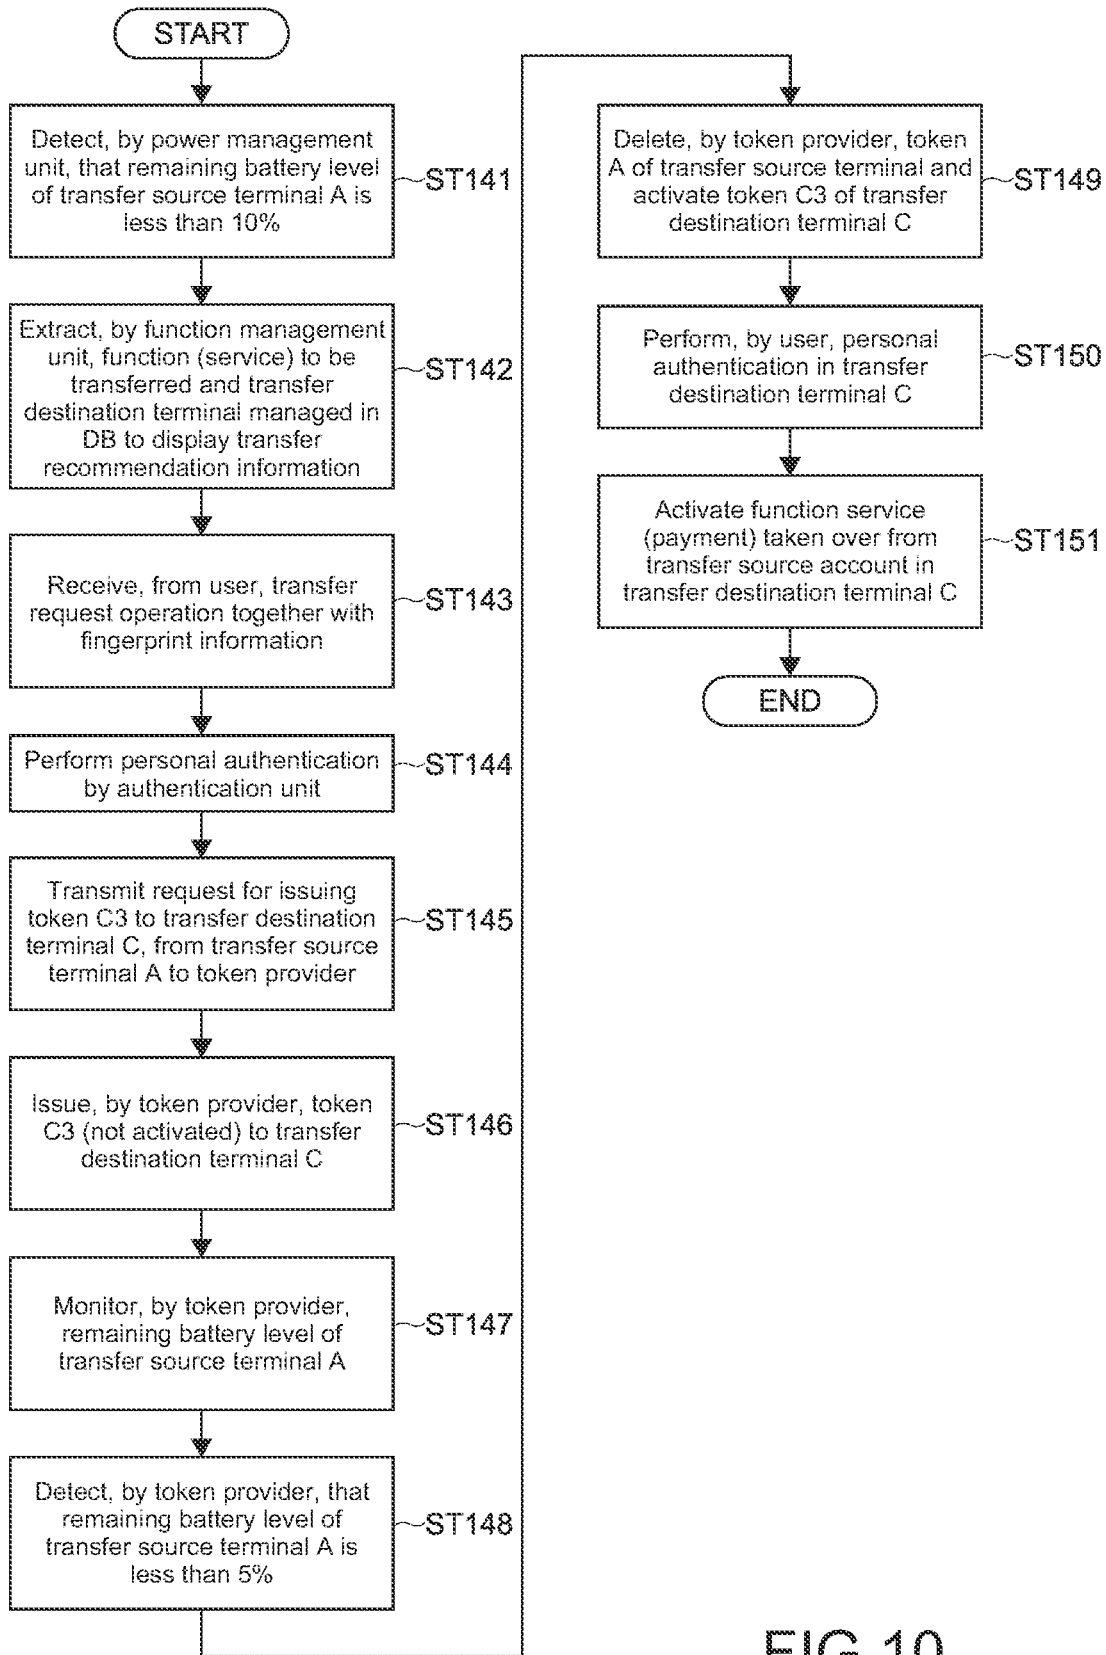 START
Detect, by power management
unit, that remaining battery level
of transfer source terminal A is
less than 10%
ST141
Extract, by function management
unit, function (service) to be
transferred and transfer
destination terminal managed in
DB to display transfer
recommendation information
ST142
Receive, from user, transfer
request operation together with
fingerprint information
ST143
Perform personal authentication
by authentication unit
ST144
Transmit request for issuing
token C3 to transfer destination
terminal C, from transfer source
terminal A to token provider
ST145
Issue, by token provider, token
C3 (not activated) to transfer
destination terminal C
ST146
Monitor, by token provider,
remaining battery level of
transfer source terminal A
ST147
Detect, by token provider, that
remaining battery level of
transfer source terminal A is
less than 5%
ST148
Delete, by token provider, token
A of transfer source terminal and
activate token C3 of transfer
destination terminal C
ST149
Perform, by user, personal
authentication in transfer
destination terminal C
ST150
Activate function service
(payment) taken over from
transfer source account in
transfer destination terminal C
ST151
END
FIG.10